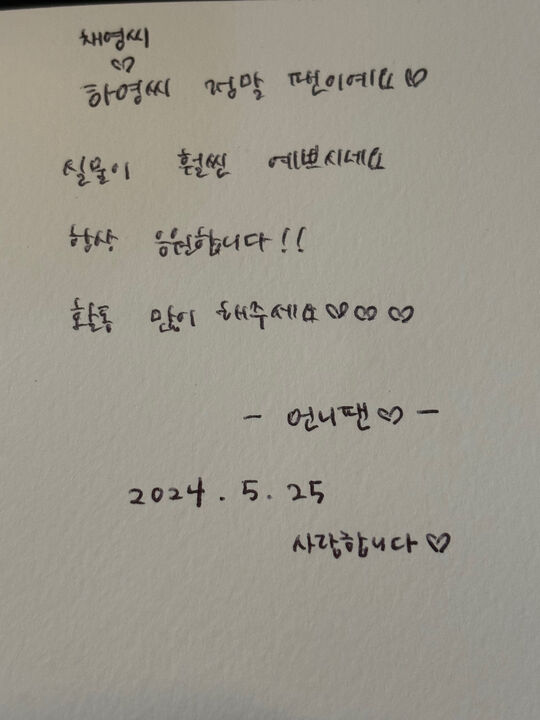 채영씨
♡
하영씨 정말 팬이예요♡
실물이 훨씬 예쁘시네요
항상 응원합니다!!
활동 많이 해주세요♡♡♡
- 언니팬♡ -
2024. 5. 25
사랑합니다♡